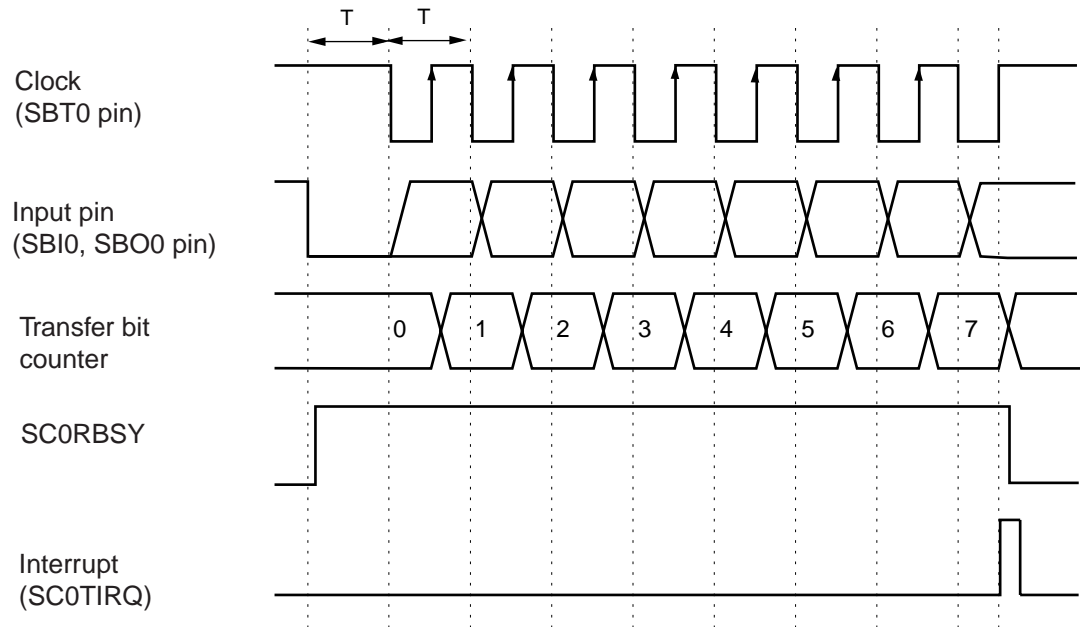 T T
Clock
(SBT0 pin)
Input pin
(SBI0, SBO0 pin)
Transfer bit
counter
0 1 2 3 4 5 6 7
SC0RBSY
Interrupt
(SC0TIRQ)